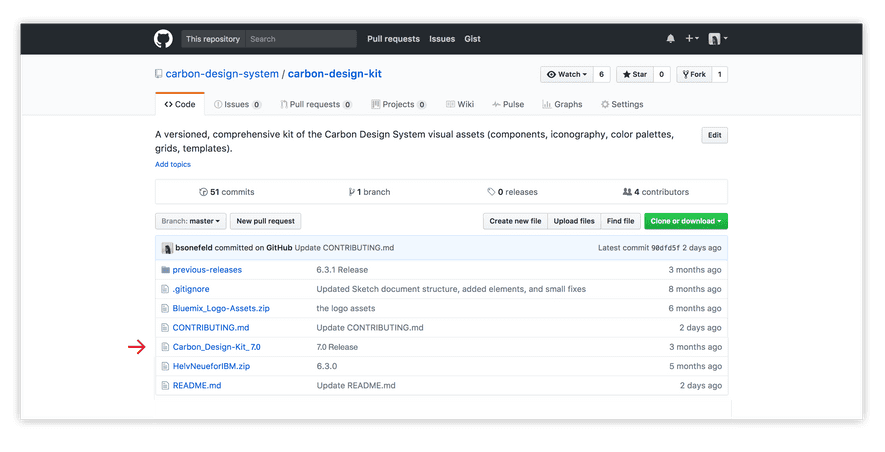 This repository Search Pull requests Issues Gist
carbon-design-system / carbon-design-kit Watch 6 Star 0 Fork 1
Code Issues 0 Pull requests 0 Projects 0 Wiki Pulse Graphs Settings
A versioned, comprehensive kit of the Carbon Design System visual assets (components, iconography, color palettes, Edit
grids, templates).
Add topics
51 commits 1 branch 0 releases 4 contributors
Branch: master New pull request Create new file Upload files Find file Clone or download
bsonefeld committed on GitHub Update CONTRIBUTING.md Latest commit 90dfd5f 2 days ago
previous-releases 6.3.1 Release 3 months ago
.gitignore Updated Sketch document structure, added elements, and small fixes 8 months ago
Bluemix_Logo-Assets.zip the logo assets 6 months ago
CONTRIBUTING.md Update CONTRIBUTING.md 2 days ago
Carbon_Design-Kit_7.0 7.0 Release 3 months ago
HelvNeueforIBM.zip 6.3.0 5 months ago
README.md Update README.md 2 days ago